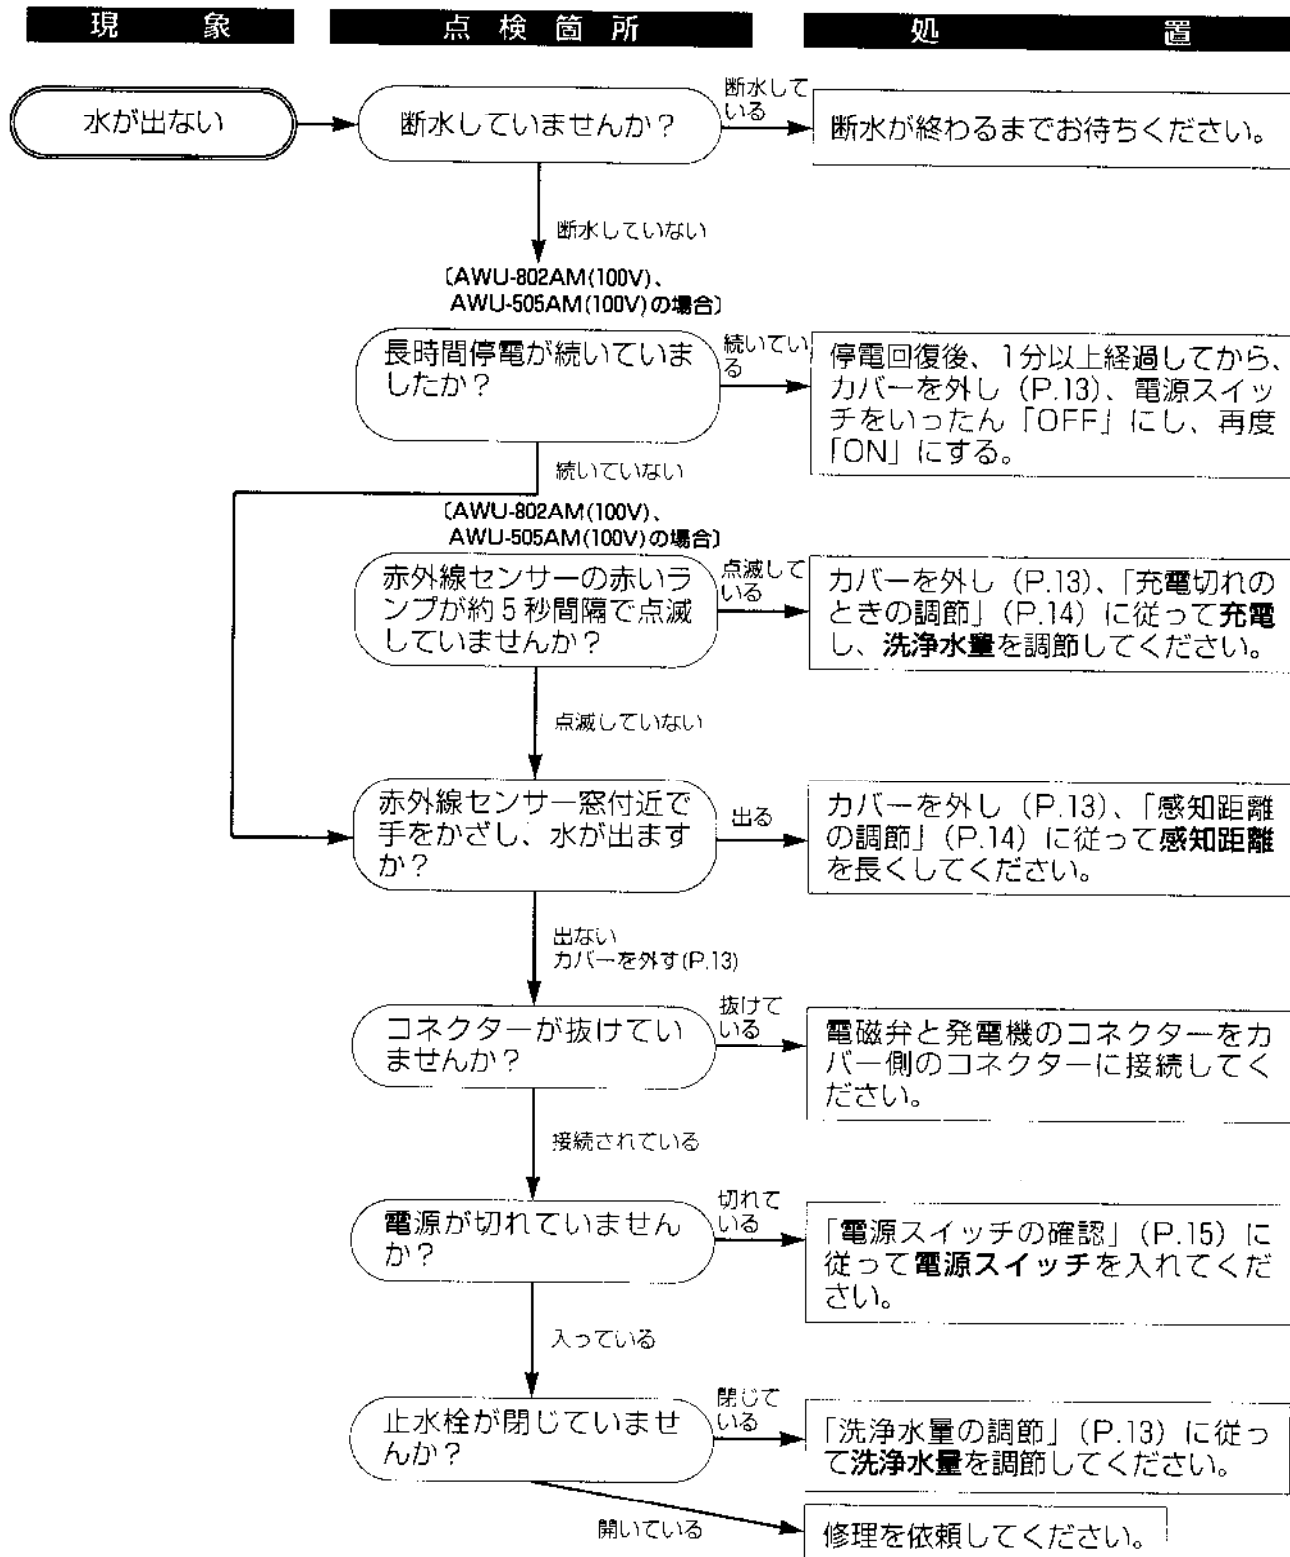 現象
点検箇所
処置
水が出ない
断水していませんか？
断水して
いる
断水が終わるまでお待ちください。
断水していない
〔AWU-802AM(100V)、
AWU-505AM(100V)の場合〕
長時間停電が続いていま
したか？
続いてい
る
停電回復後、1分以上経過してから、
カバーを外し（P.13）、電源スイッ
チをいったん「OFF」にし、再度
「ON」にする。
続いていない
〔AWU-802AM(100V)、
AWU-505AM(100V)の場合〕
赤外線センサーの赤いラ
ンプが約５秒間隔で点滅
していませんか？
点滅して
いる
カバーを外し（P.13）、「充電切れの
ときの調節」（P.14）に従って充電
し、洗浄水量を調節してください。
点滅していない
赤外線センサー窓付近で
手をかざし、水が出ます
か？
出る
カバーを外し（P.13）、「感知距離
の調節」（P.14）に従って感知距離
を長くしてください。
出ない
カバーを外す(P.13)
コネクターが抜けてい
ませんか？
抜けて
いる
電磁弁と発電機のコネクターをカ
バー側のコネクターに接続してく
ださい。
接続されている
電源が切れていません
か？
切れて
いる
「電源スイッチの確認」（P.15）に
従って電源スイッチを入れてくだ
さい。
入っている
止水栓が閉じていませ
んか？
閉じて
いる
「洗浄水量の調節」（P.13）に従っ
て洗浄水量を調節してください。
開いている
修理を依頼してください。